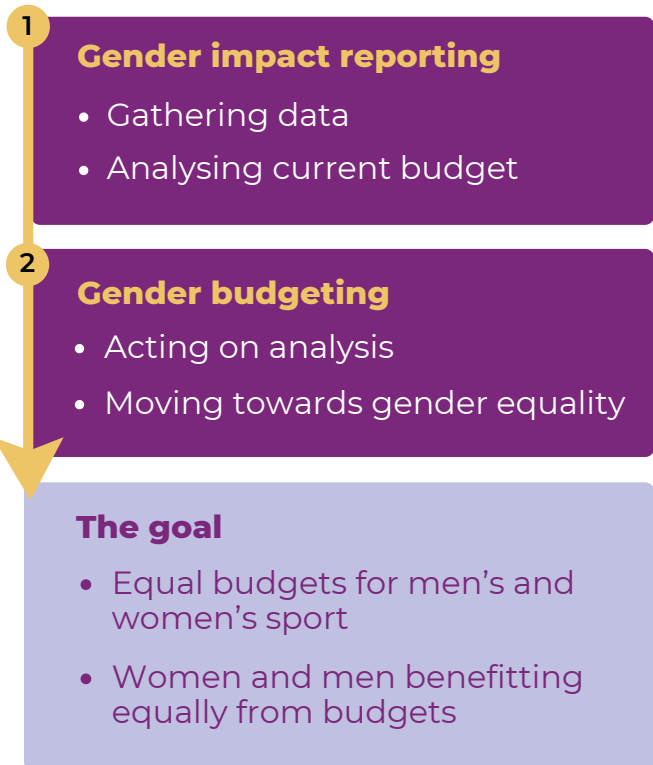 1
Gender impact reporting
• Gathering data
• Analysing current budget
2
Gender budgeting
• Acting on analysis
• Moving towards gender equality
The goal
• Equal budgets for men’s and
women’s sport
• Women and men benefitting
equally from budgets